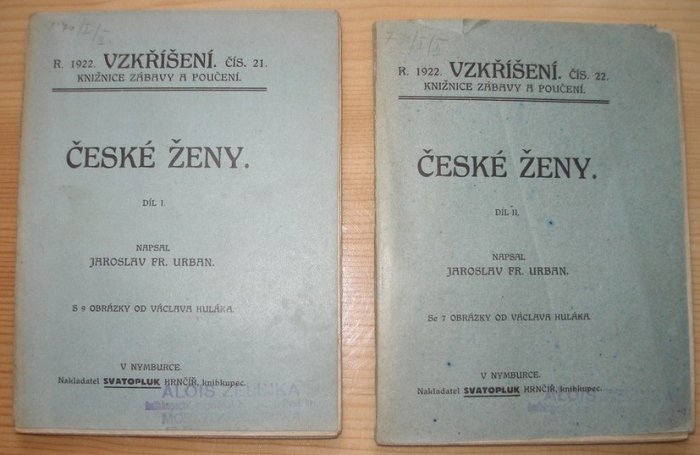 R. 1922. VZKŘÍŠENÍ. ČÍS. 21.
KNIŽNICE ZÁBAVY A POUČENÍ.
ČESKÉ ŽENY.
DÍL I.
NAPSAL
JAROSLAV FR. URBAN.
S 9 OBRÁZKY OD VÁCLAVA HULÁKA.
V NYMBURCE.
Nakladatel SVATOPLUK HRNČÍŘ, knihkupec.
ALOIS ZELINKA
R. 1922. VZKŘÍŠENÍ. ČÍS. 22.
KNIŽNICE ZÁBAVY A POUČENÍ.
ČESKÉ ŽENY.
DÍL II.
NAPSAL
JAROSLAV FR. URBAN.
Se 7 OBRÁZKY OD VÁCLAVA HULÁKA.
V NYMBURCE.
Nakladatel SVATOPLUK HRNČÍŘ, knihkupec.